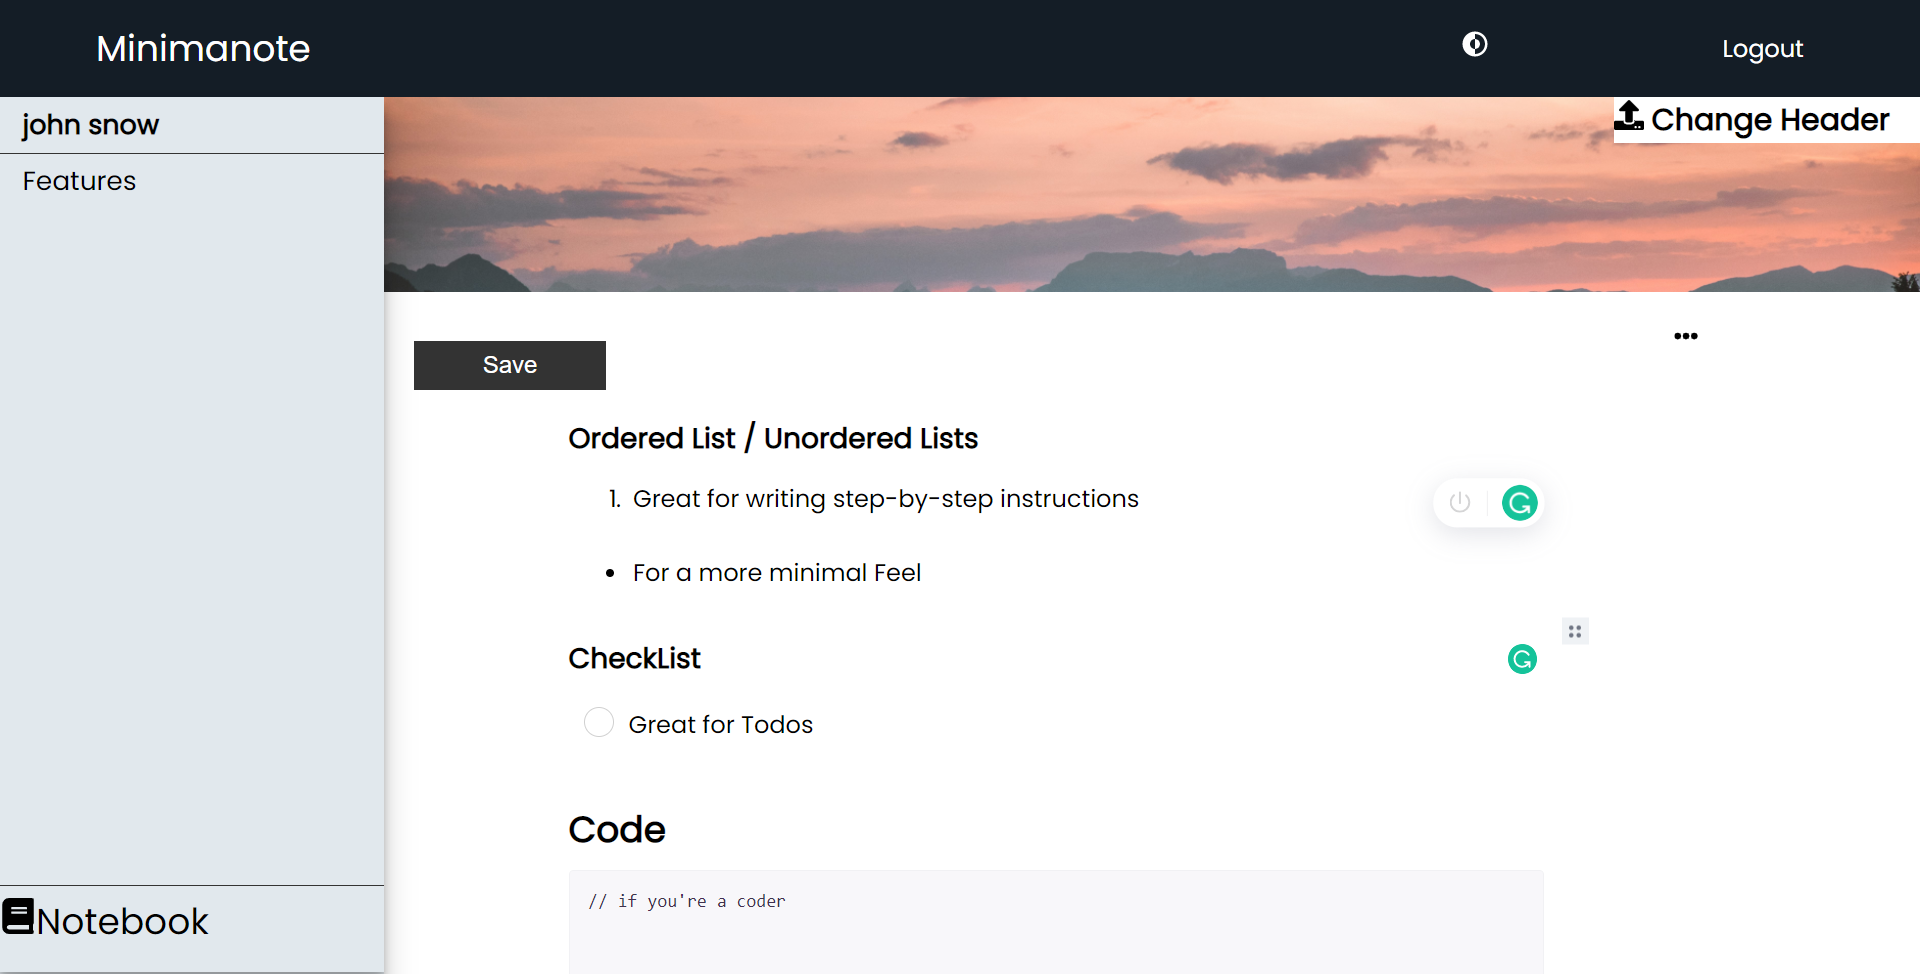 Minimanote
Logout
john snow
Change Header
Features
Save
Ordered List / Unordered Lists
1. Great for writing step-by-step instructions
• For a more minimal Feel
CheckList
Great for Todos
Code
// if you're a coder
Notebook